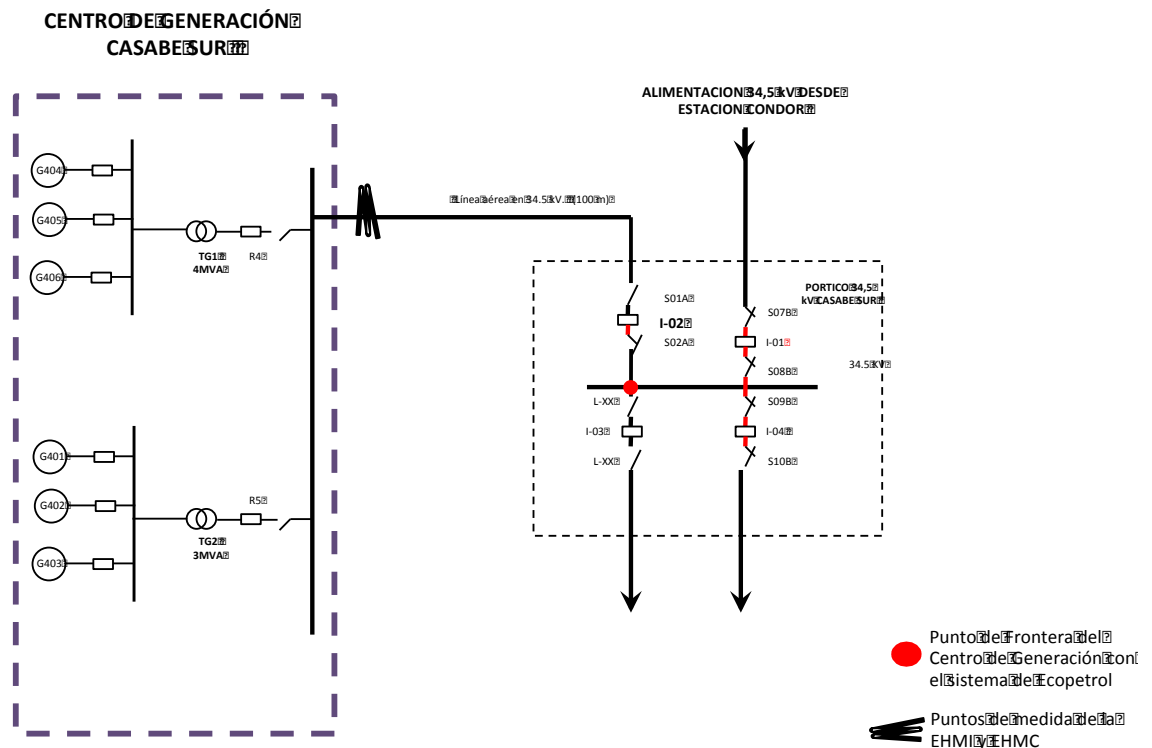 CENTRO DE GENERACIÓN
CASABE SUR
ALIMENTACION 34,5 kV DESDE
ESTACION CONDOR
G404
G405
G406
TG1
4MVA
R4
Línea aérea en 34.5 kV. (100 m)
PORTICO 34,5
kV CASABE SUR
S01A
I-02
S02A
S07B
I-01
S08B
34.5 KV
L-XX
I-03
L-XX
S09B
I-04
S10B
G401
G402
G403
R5
TG2
3MVA
Punto de Frontera del
Centro de Generación con
el sistema de Ecopetrol
Puntos de medida de la
EHMI y EHMC